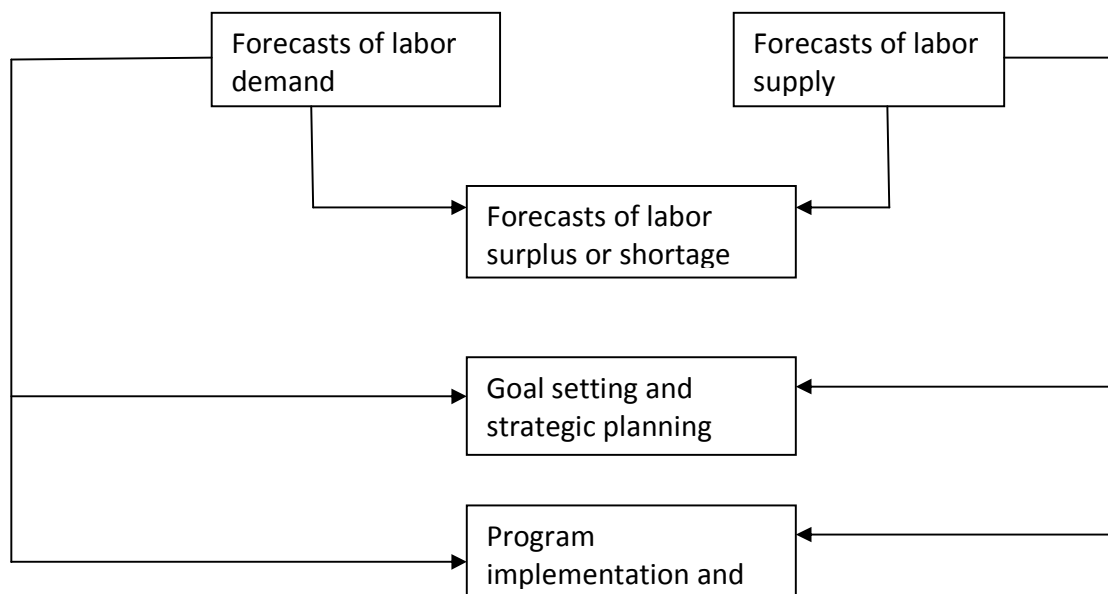 Forecasts of labor
demand
Forecasts of labor
supply
Forecasts of labor
surplus or shortage
Goal setting and
strategic planning
Program
implementation and